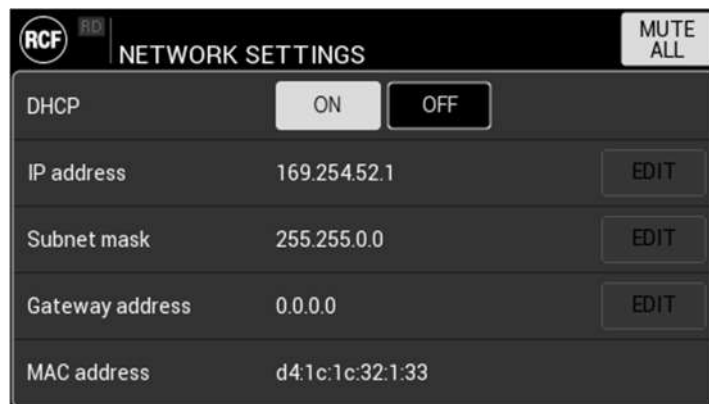 RCF
RD
NETWORK SETTINGS
MUTE
ALL
DHCP
ON
OFF
IP address
169.254.52.1
EDIT
Subnet mask
255.255.0.0
EDIT
Gateway address
0.0.0.0
EDIT
MAC address
d4:1c:1c:32:1:33